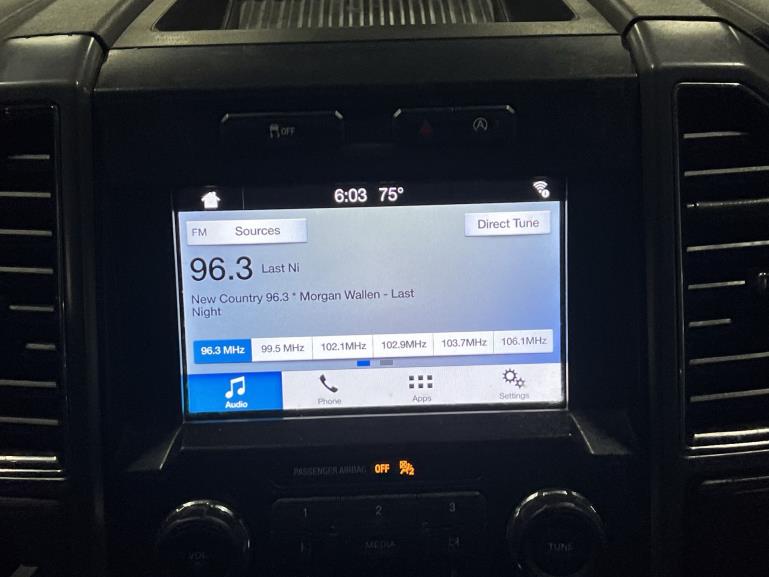 OFF
A
6:03 75°
FM Sources
Direct Tune
96.3 Last Ni
New Country 96.3 * Morgan Wallen - Last
Night
96.3 MHz 99.5 MHz 102.1MHz 102.9MHz 103.7MHz 106.1MHz
Audio Phone Apps Settings
PASSENGER AIRBAG OFF 2
1 2 3
VOL MEDIA TUNE